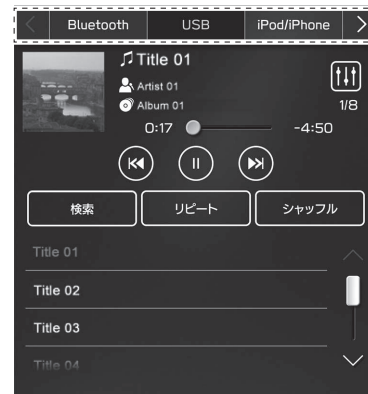 Bluetooth USB iPod/iPhone
Title 01
Artist 01
Album 01
1/8
0:17 -4:50
検索 リピート シャッフル
Title 01
Title 02
Title 03
Title 04